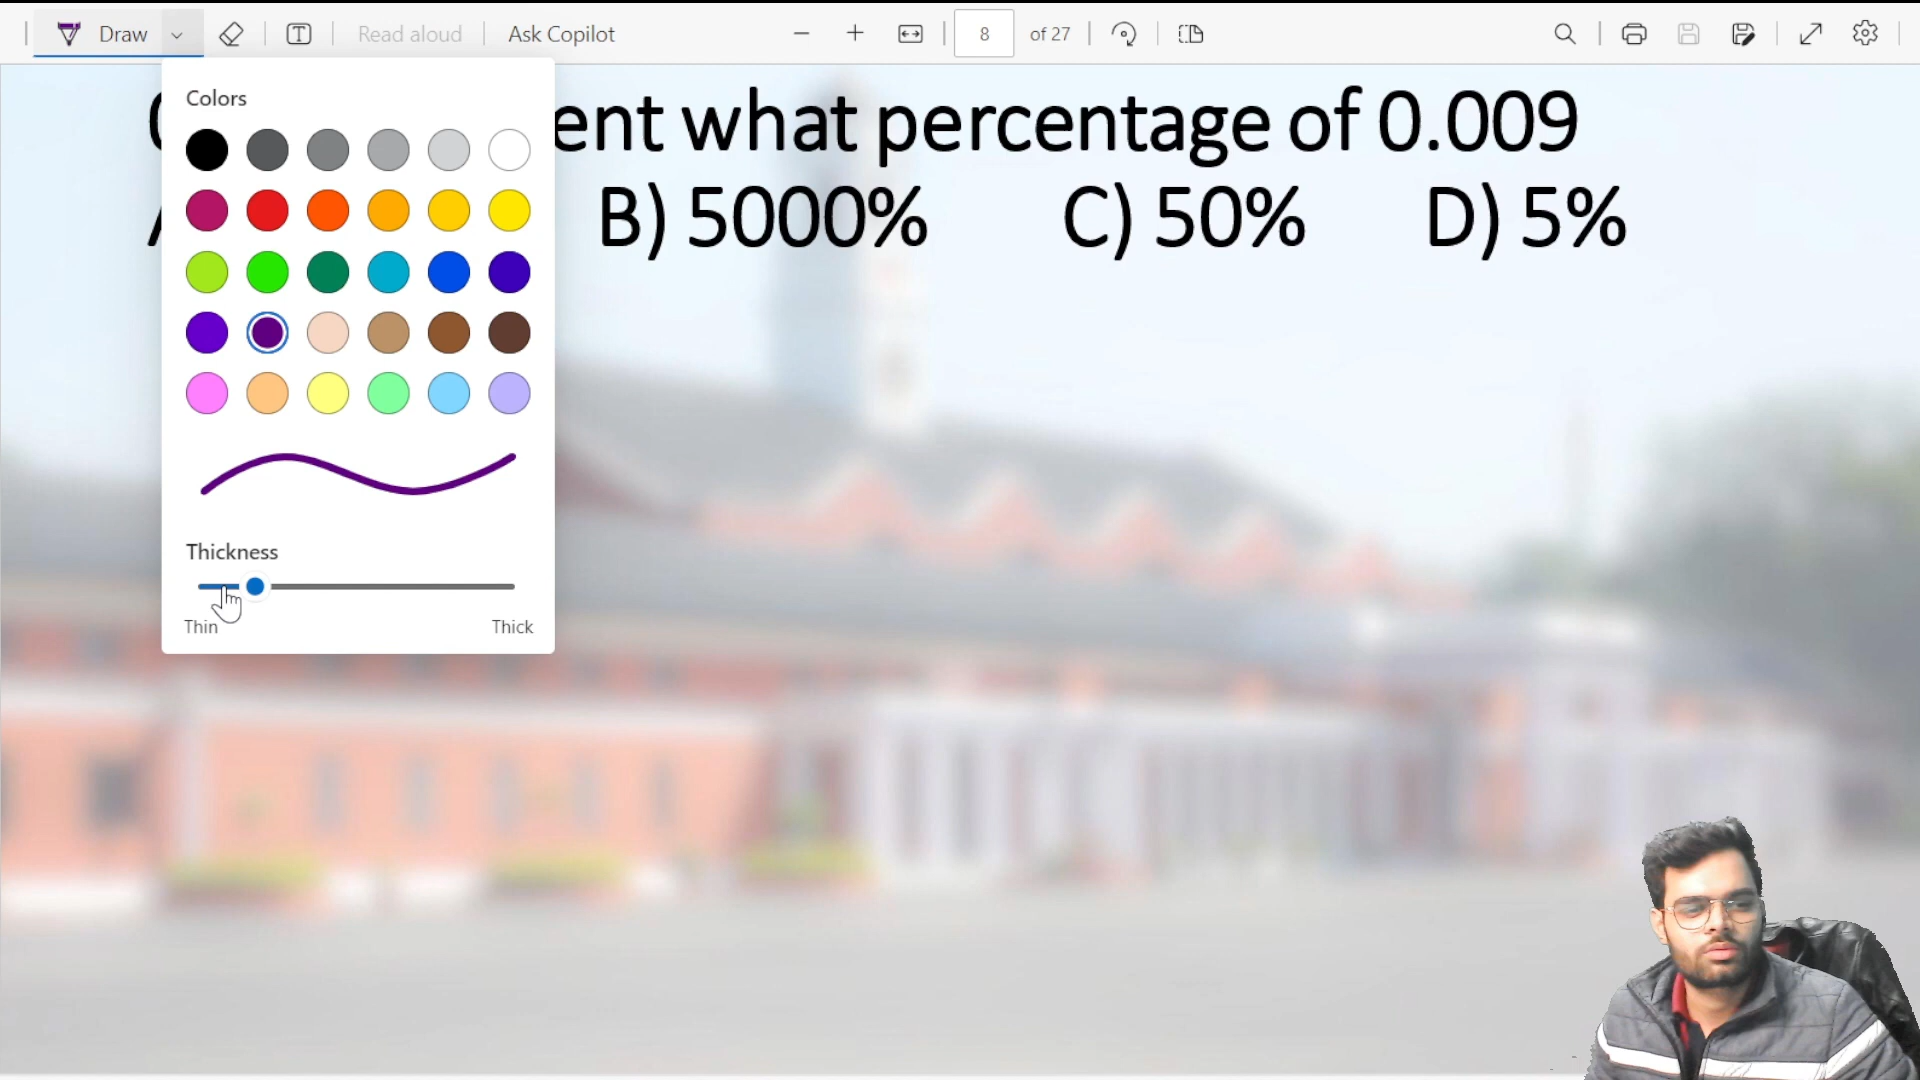 Draw Read aloud Ask Copilot 8 of 27
Colors
ent what percentage of 0.009
B) 5000% C) 50% D) 5%
Thickness
Thin Thick